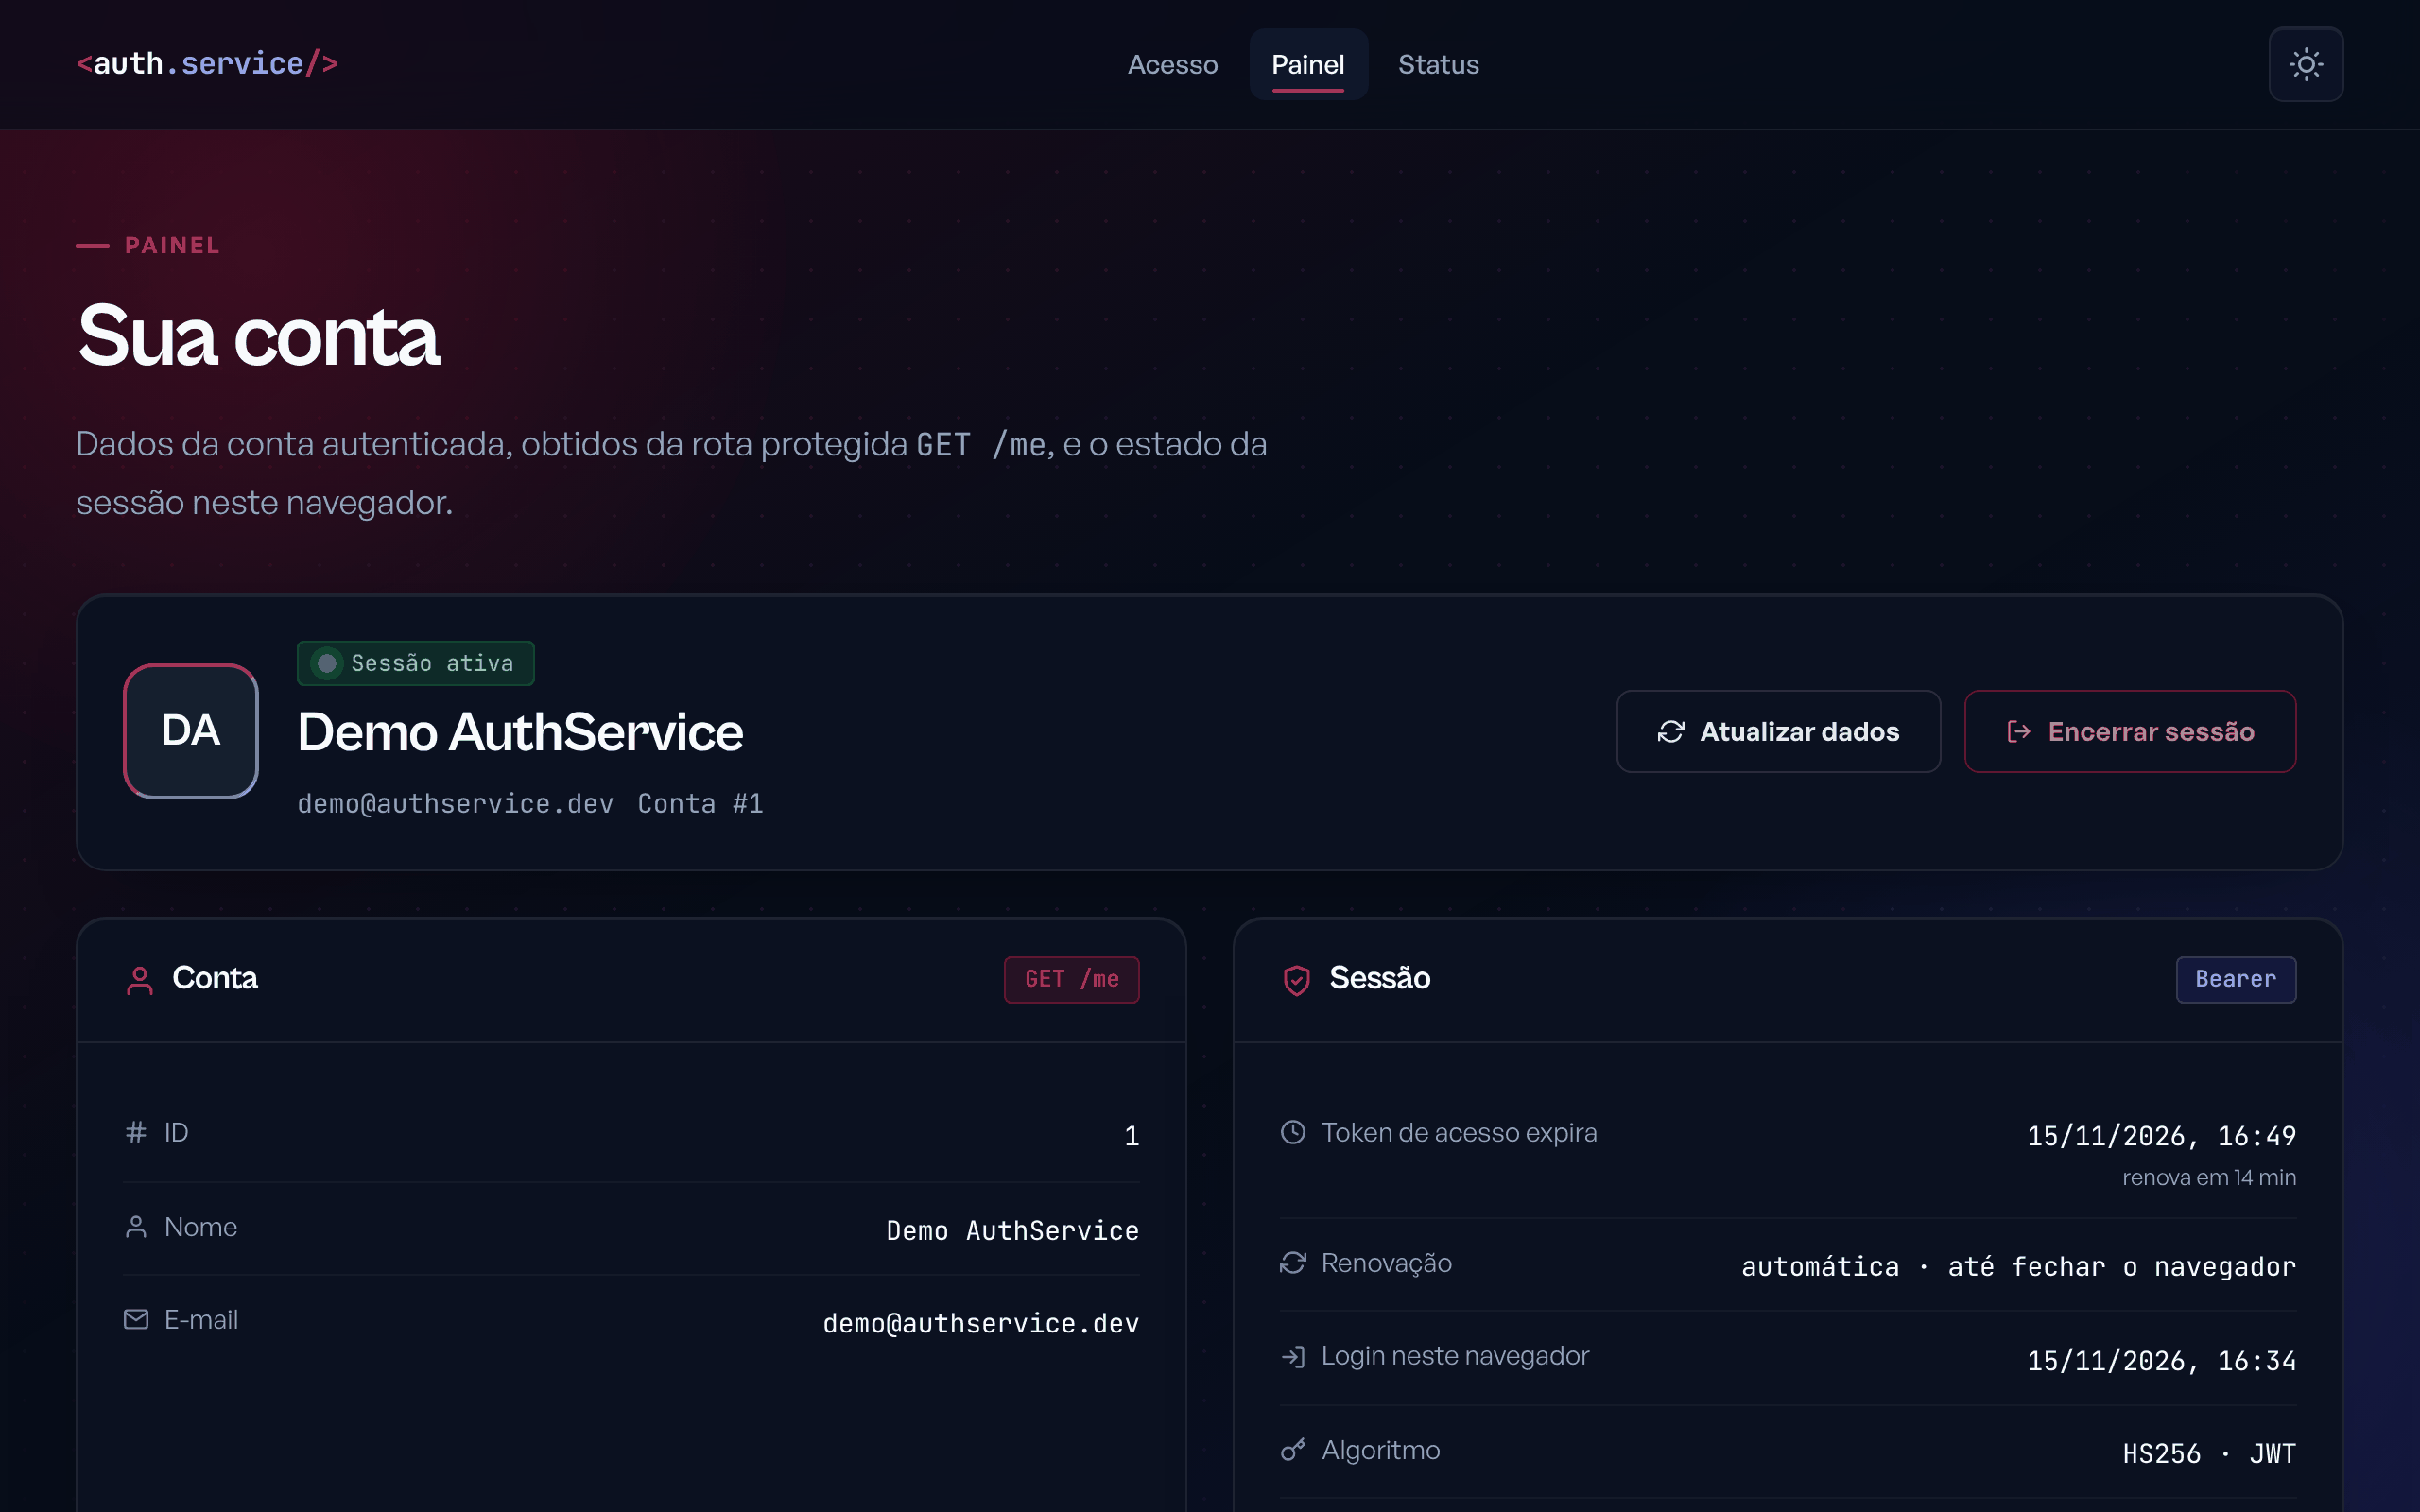 <auth.service/>
Acesso
Painel
Status
PAINEL
Sua conta
Dados da conta autenticada, obtidos da rota protegida GET /me, e o estado da
sessão neste navegador.
DA
Sessão ativa
Demo AuthService
demo@authservice.dev Conta #1
Atualizar dados
Encerrar sessão
Conta
GET /me
ID
1
Nome
Demo AuthService
E-mail
demo@authservice.dev
Sessão
Bearer
Token de acesso expira
15/11/2026, 16:49
renova em 14 min
Renovação
automática · até fechar o navegador
Login neste navegador
15/11/2026, 16:34
Algoritmo
HS256 · JWT